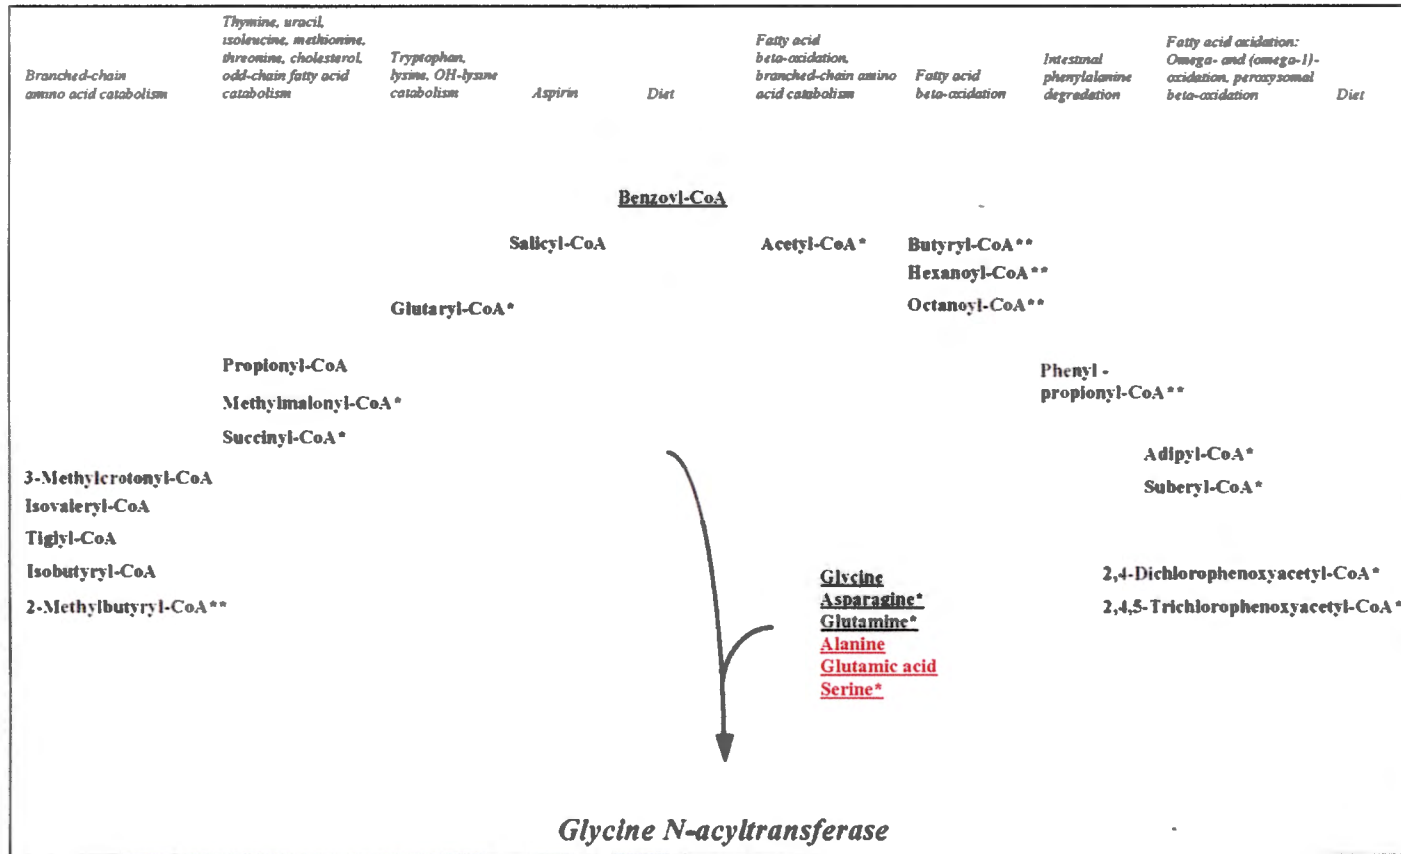 Branched-chain
amino acid catabolism
Thymine, uracil,
isoleucine, methionine,
threonine, cholesterol,
odd-chain fatty acid
catabolism
Tryptophan,
lysine, OH-lysine
catabolism
Aspirin
Diet
Fatty acid
beta-oxidation,
branched-chain amino
acid catabolism
Fatty acid
beta-oxidation
Intestinal
phenylalanine
degradation
Fatty acid oxidation:
Omega- and (omega-1)-
oxidation, peroxysomal
beta-oxidation
Diet
Benzoyl-CoA
Salicyl-CoA
Acetyl-CoA*
Butyryl-CoA**
Hexanoyl-CoA**
Octanoyl-CoA**
Glutaryl-CoA*
Propionyl-CoA
Methylmalonyl-CoA*
Succinyl-CoA*
Phenyl -
propionyl-CoA**
Adipyl-CoA*
Suberyl-CoA*
3-Methylcrotonyl-CoA
Isovaleryl-CoA
Tiglyl-CoA
Isobutyryl-CoA
2-Methylbutyryl-CoA**
Glycine
Asparagine*
Glutamine*
Alanine
Glutamic acid
Serine*
2,4-Dichlorophenoxyacetyl-CoA*
2,4,5-Trichlorophenoxyacetyl-CoA*
Glycine N-acyltransferase